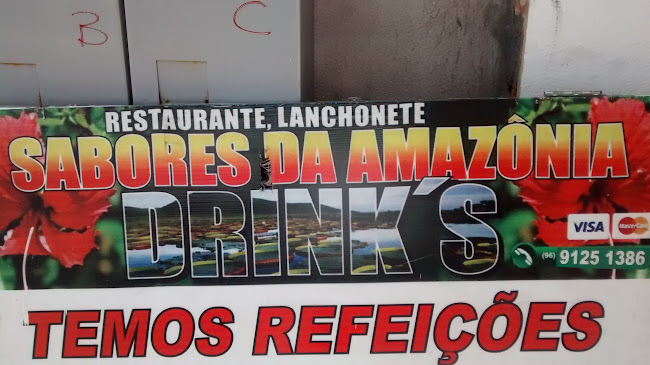 B C
RESTAURANTE, LANCHONETE
SABORES DA AMAZÔNIA
DRINK´S
VISA MasterCard
(96) 9125 1386
TEMOS REFEIÇÕES